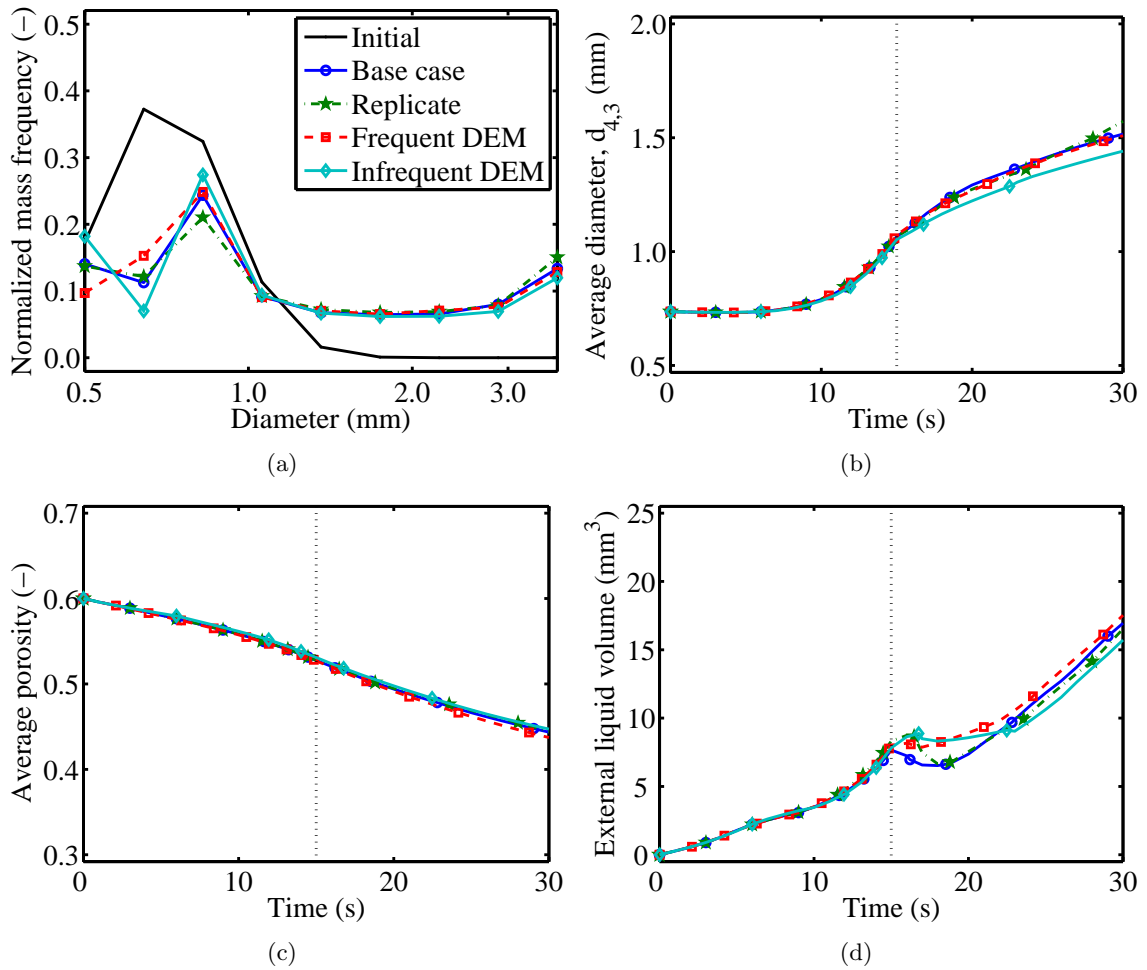 0.5
0.4
0.3
0.2
0.1
0.0
Normalized mass frequency (−)
Initial
Base case
Replicate
Frequent DEM
Infrequent DEM
0.5
1.0
2.0
3.0
Diameter (mm)
(a)
2.0
1.5
1.0
0.5
Average diameter, d4,3 (mm)
0
10
20
30
Time (s)
(b)
0.7
0.6
0.5
0.4
0.3
Average porosity (−)
0
10
20
30
Time (s)
(c)
25
20
15
10
5
0
External liquid volume (mm³)
0
10
20
30
Time (s)
(d)